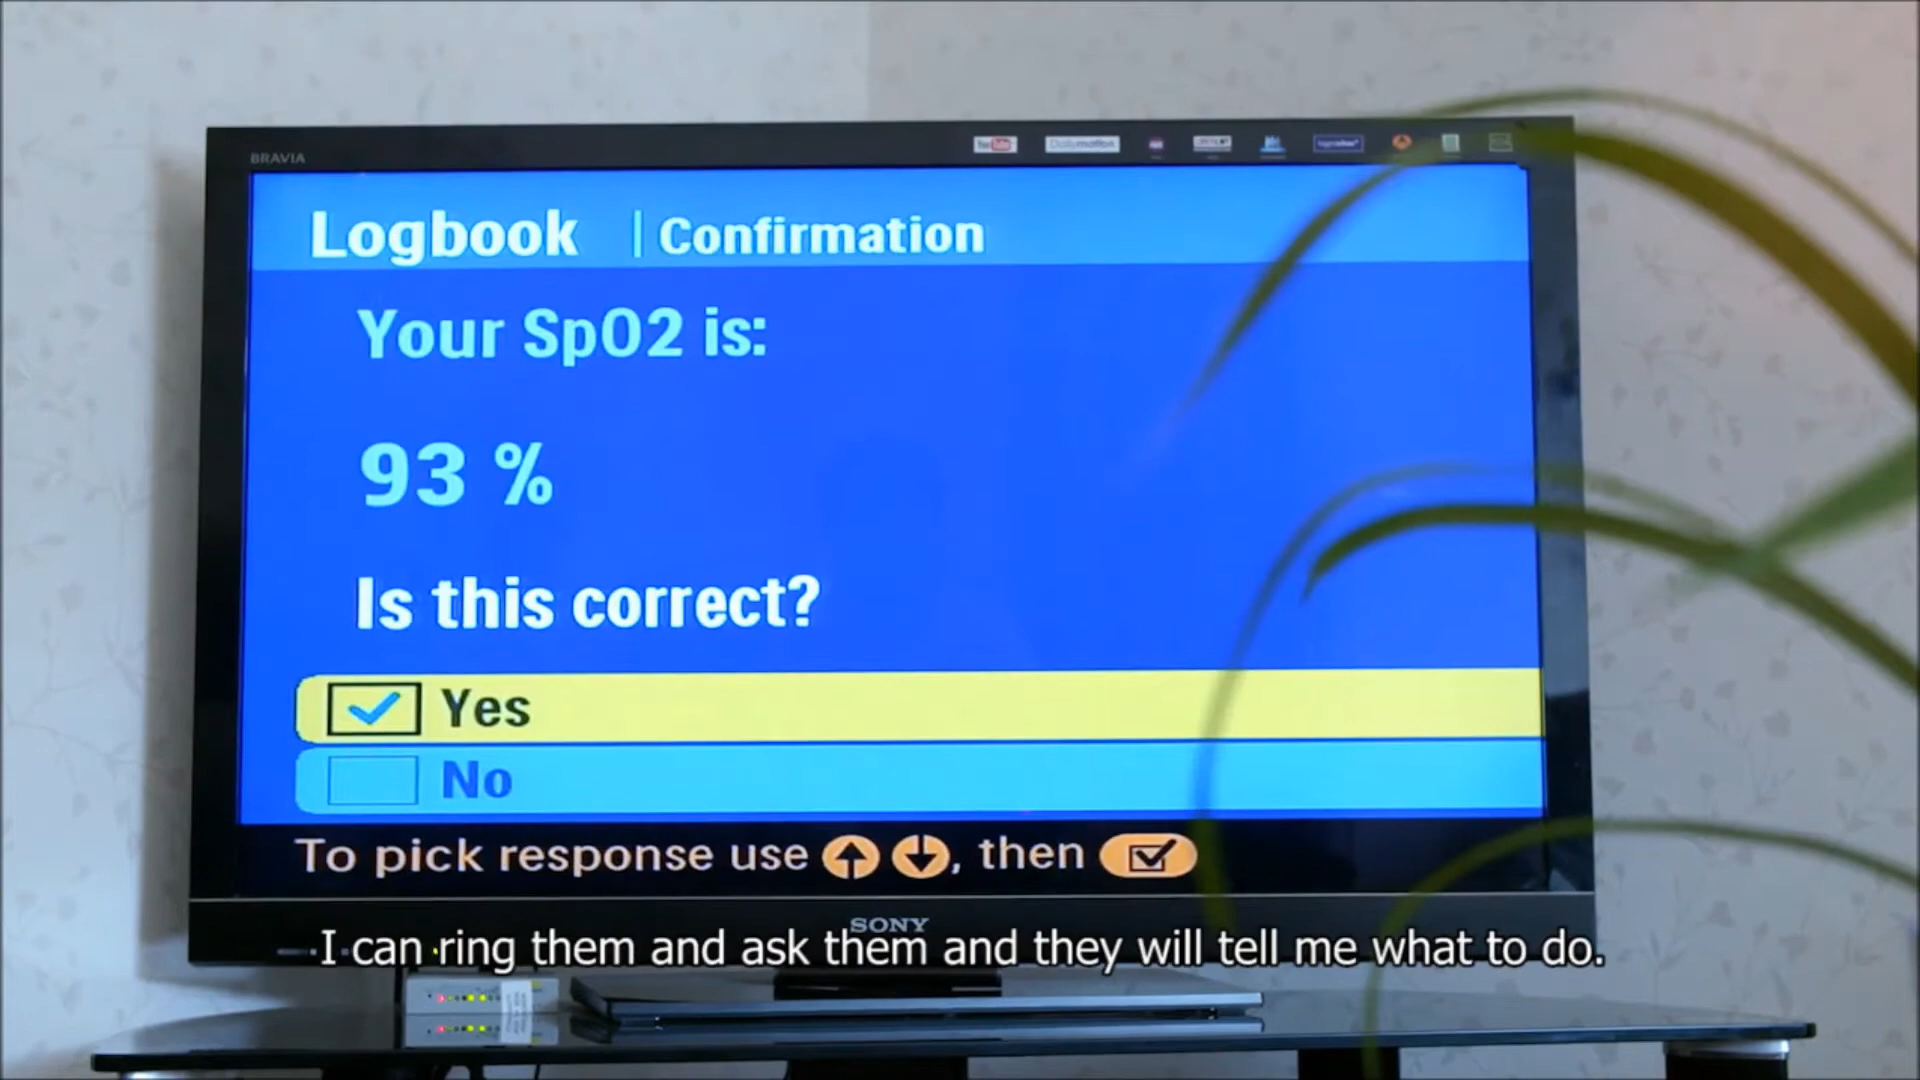 BRAVIA
Dailymotion
Logbook | Confirmation
Your SpO2 is:
93 %
Is this correct?
Yes
No
To pick response use , then
SONY
I can ring them and ask them and they will tell me what to do.